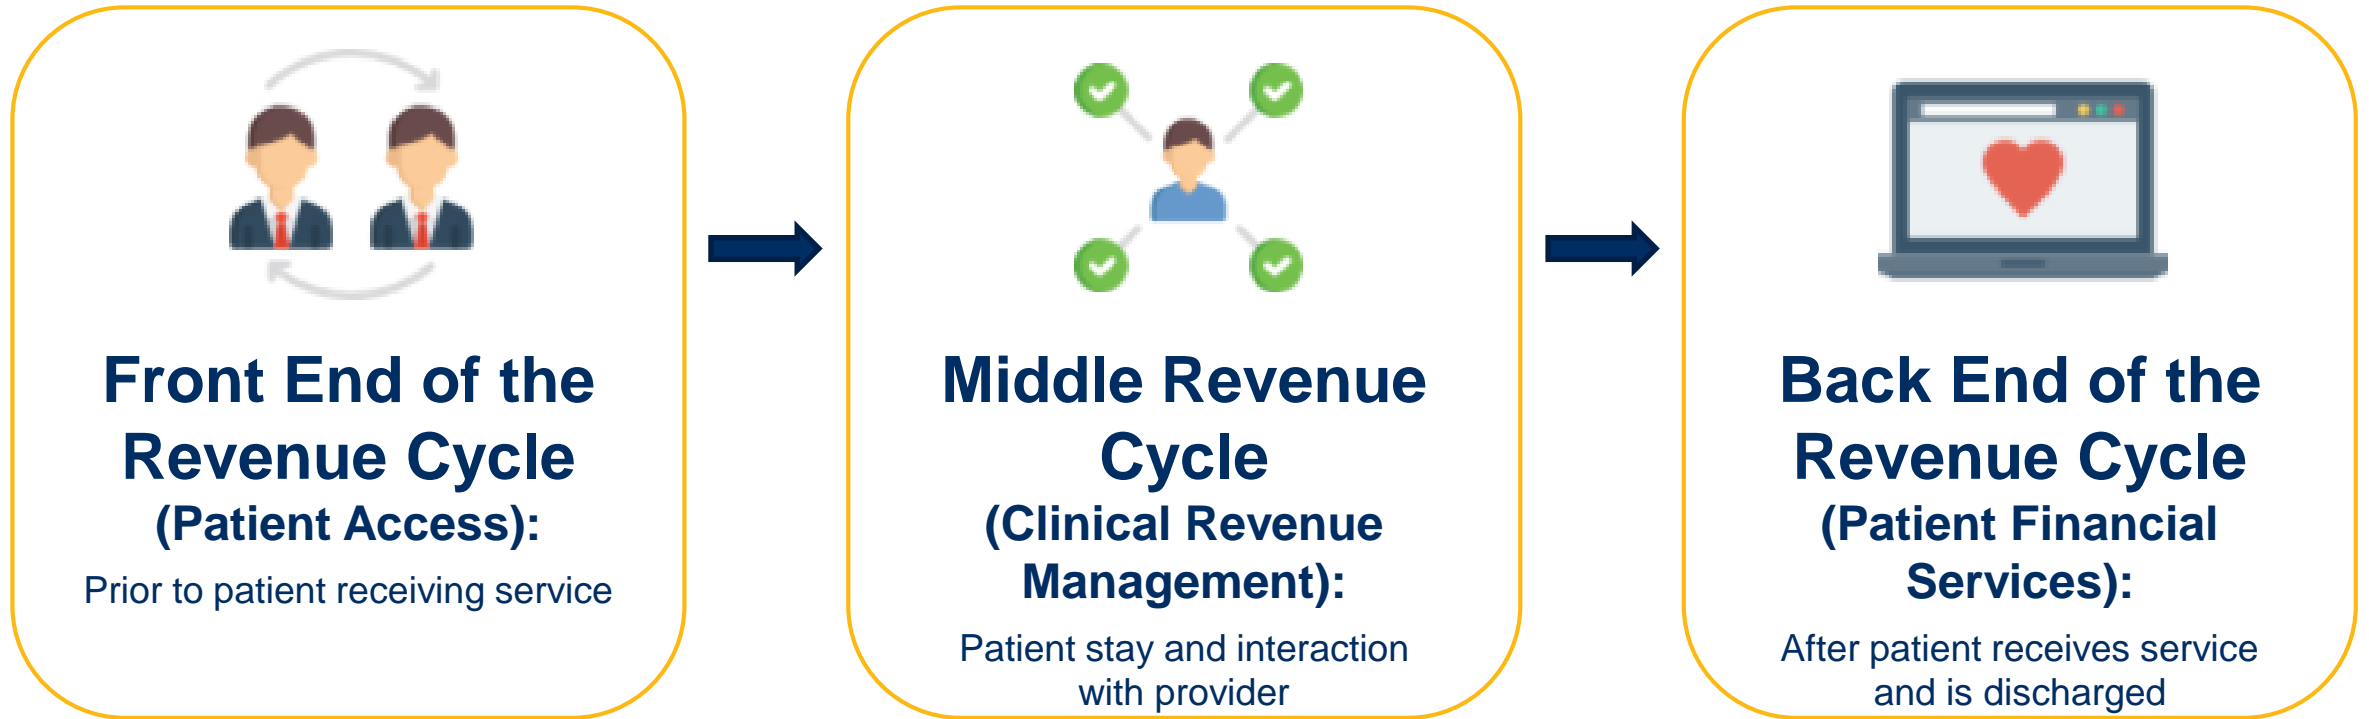 Front End of the
Revenue Cycle
(Patient Access):
Prior to patient receiving service
Middle Revenue
Cycle
(Clinical Revenue
Management):
Patient stay and interaction
with provider
Back End of the
Revenue Cycle
(Patient Financial
Services):
After patient receives service
and is discharged